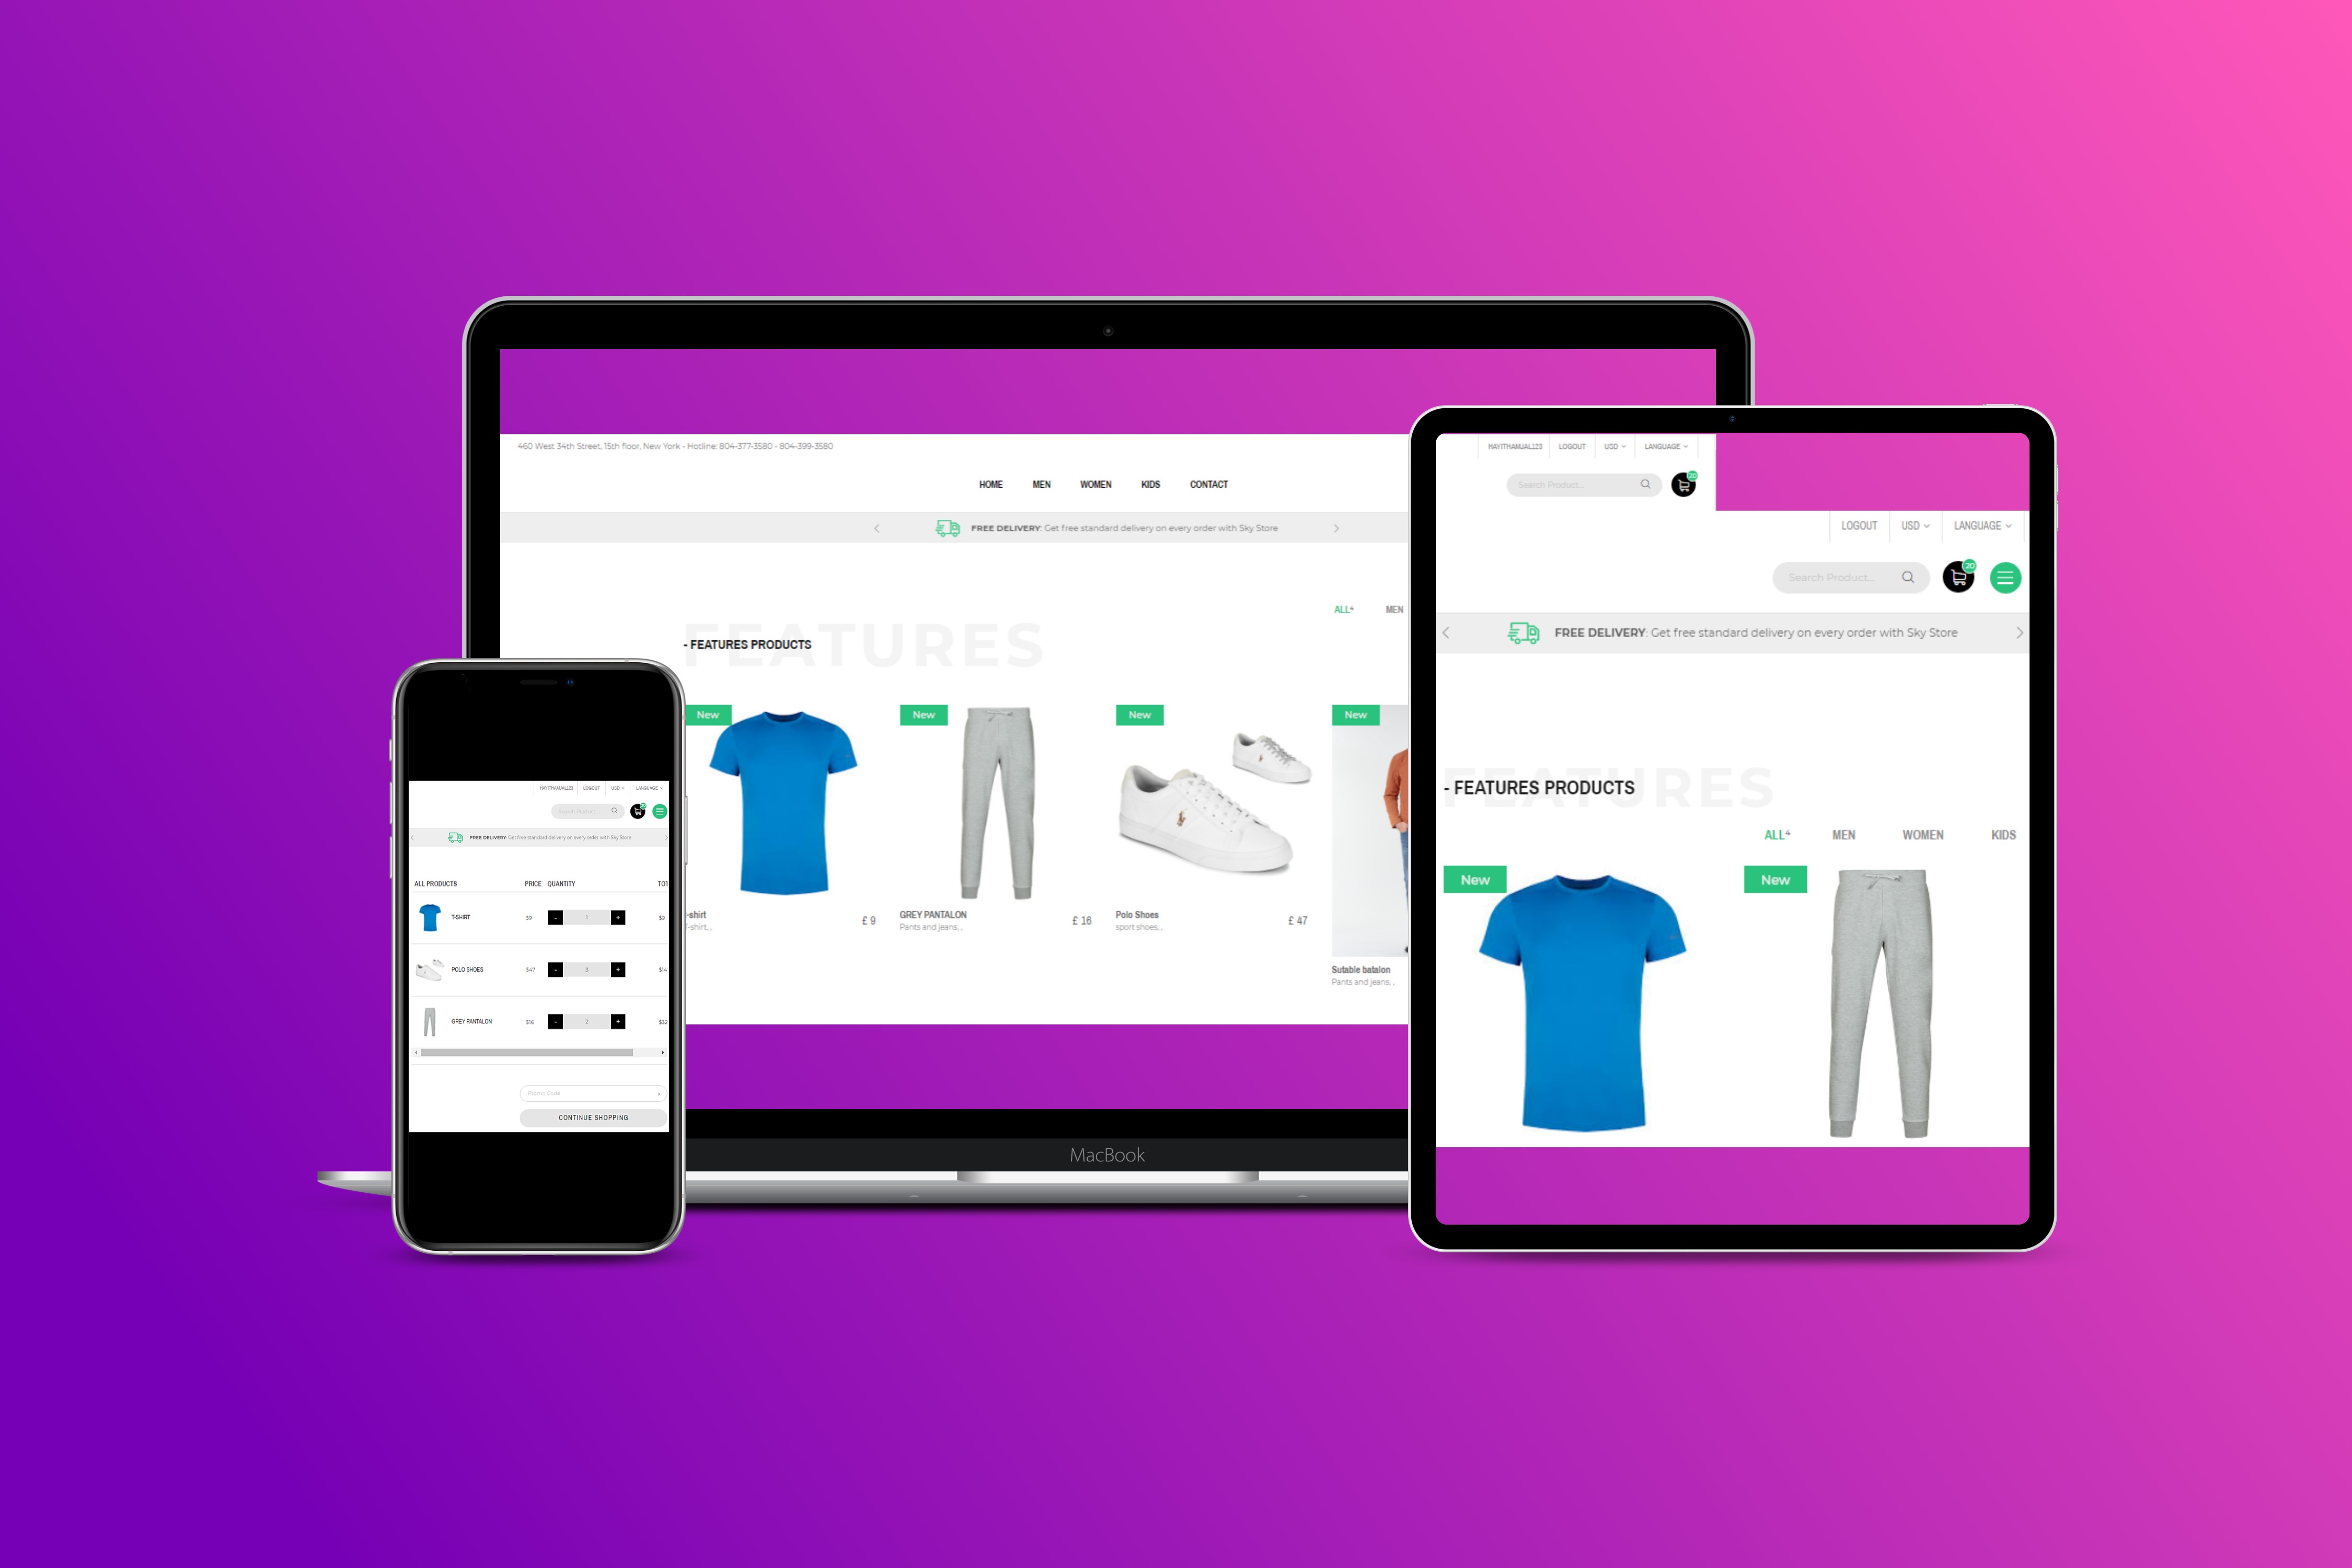 460 West 34th Street, 15th floor, New York - Hotline: 804-377-3580 - 804-399-3580
HOME MEN WOMEN KIDS CONTACT
FREE DELIVERY: Get free standard delivery on every order with Sky Store
ALL⁴ MEN
FEATURES
- FEATURES PRODUCTS
New New New New
-shirt £ 9 GREY PANTALON £ 16 Polo Shoes £ 47
T-shirt, , Pants and jeans, , sport shoes, ,
Sutable batalon
Pants and jeans, ,
MacBook
HAYITHAMJAL123 LOGOUT USD LANGUAGE
Search Product...
FREE DELIVERY: Get free standard delivery on every order with Sky Store
ALL PRODUCTS PRICE QUANTITY TOT
T-SHIRT $9 - 1 + $9
POLO SHOES $47 - 3 + $14
GREY PANTALON $16 - 2 + $32
Promo Code
CONTINUE SHOPPING
HAYITHAMJAL123 LOGOUT USD LANGUAGE
Search Product... 20
LOGOUT USD LANGUAGE
Search Product... 20
FREE DELIVERY: Get free standard delivery on every order with Sky Store
FEATURES
- FEATURES PRODUCTS
ALL⁴ MEN WOMEN KIDS
New New